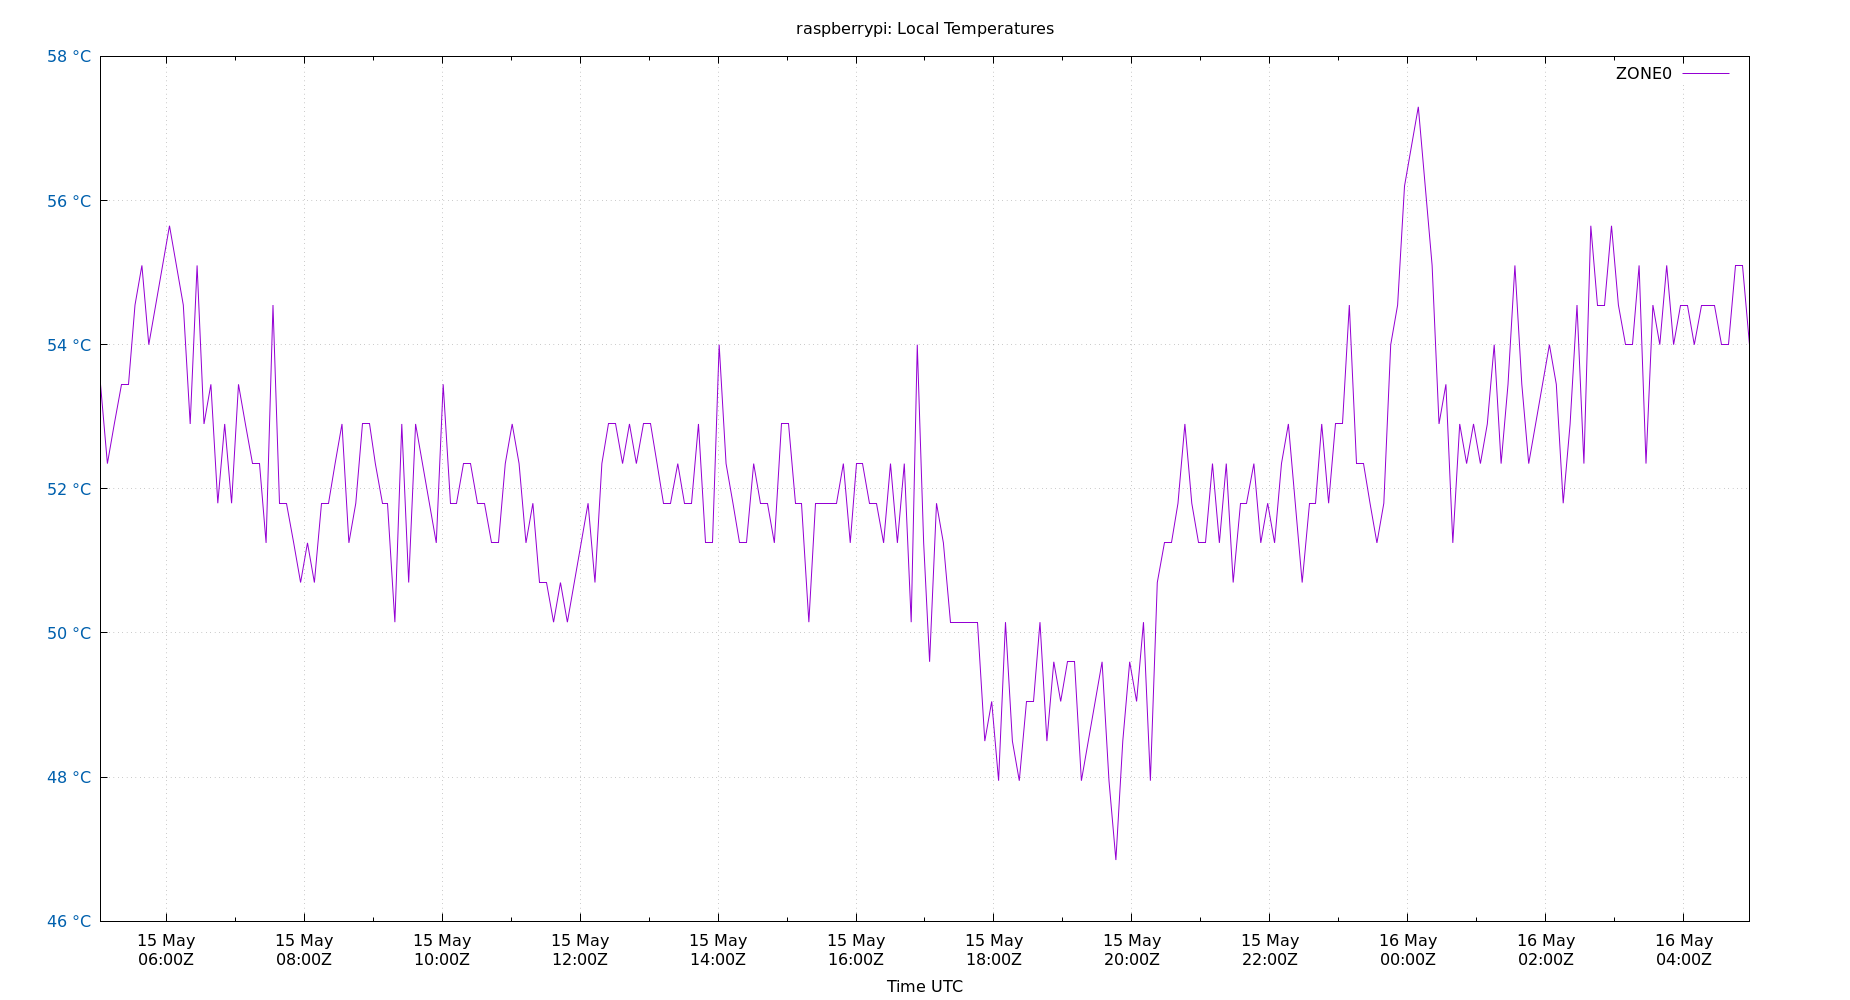 raspberrypi: Local Temperatures
58 °C
ZONE0
56 °C
54 °C
52 °C
50 °C
48 °C
46 °C
15 May 15 May 15 May 15 May 15 May 15 May 15 May 15 May 15 May 16 May 16 May 16 May
06:00Z 08:00Z 10:00Z 12:00Z 14:00Z 16:00Z 18:00Z 20:00Z 22:00Z 00:00Z 02:00Z 04:00Z
Time UTC